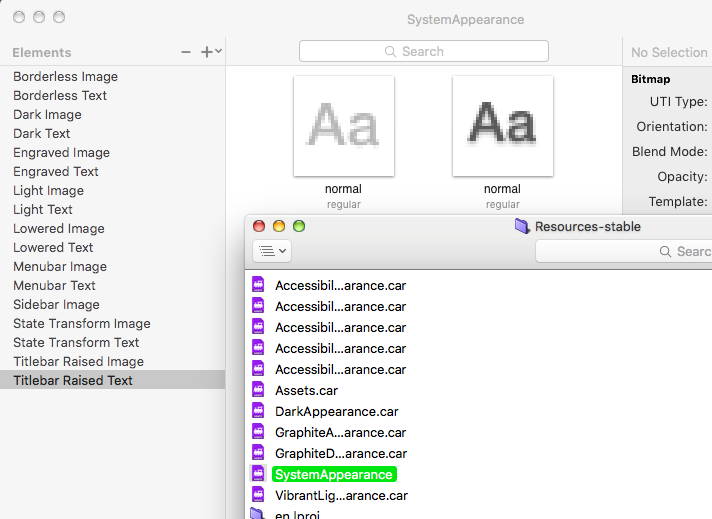 SystemAppearance
Elements
Search
No Selection
Borderless Image
Borderless Text
Dark Image
Dark Text
Engraved Image
Engraved Text
Light Image
Light Text
Lowered Image
Lowered Text
Menubar Image
Menubar Text
Sidebar Image
State Transform Image
State Transform Text
Titlebar Raised Image
Titlebar Raised Text
Aa
normal
regular
Aa
normal
regular
Bitmap
UTI Type:
Orientation:
Blend Mode:
Opacity:
Template:
Resources-stable
Searc
Accessibil...arance.car
Accessibil...arance.car
Accessibil...arance.car
Accessibil...arance.car
Accessibil...arance.car
Assets.car
DarkAppearance.car
GraphiteA...arance.car
GraphiteD...arance.car
SystemAppearance
VibrantLig...arance.car
en.lproj